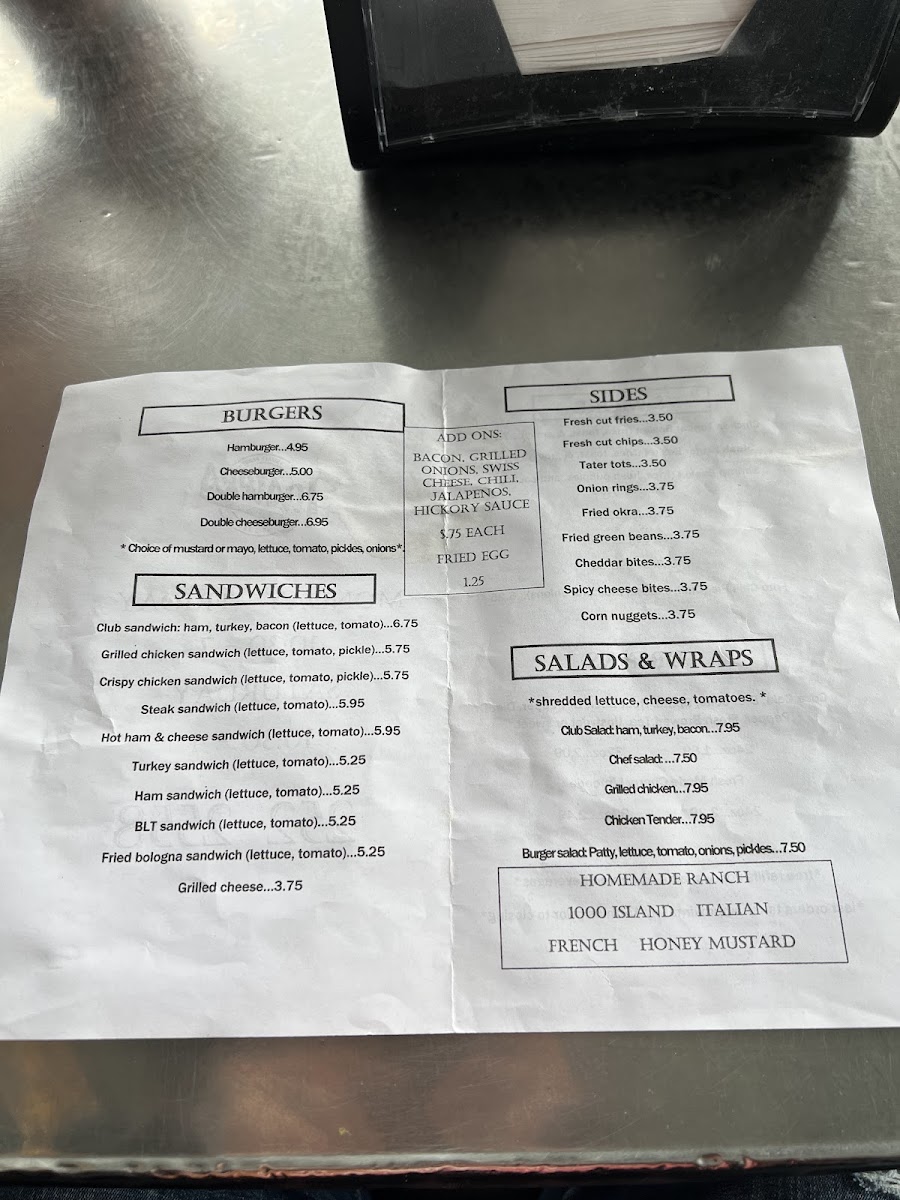 BURGERS
Hamburger...4.95
Cheeseburger...5.00
Double hamburger...6.75
Double cheeseburger...6.95
* Choice of mustard or mayo, lettuce, tomato, pickles, onions*
SANDWICHES
Club sandwich: ham, turkey, bacon (lettuce, tomato)...6.75
Grilled chicken sandwich (lettuce, tomato, pickle)...5.75
Crispy chicken sandwich (lettuce, tomato, pickle)...5.75
Steak sandwich (lettuce, tomato)...5.95
Hot ham & cheese sandwich (lettuce, tomato)...5.95
Turkey sandwich (lettuce, tomato)...5.25
Ham sandwich (lettuce, tomato)...5.25
BLT sandwich (lettuce, tomato)...5.25
Fried bologna sandwich (lettuce, tomato)...5.25
Grilled cheese...3.75
ADD ONS:
BACON, GRILLED
ONIONS, SWISS
CHEESE, CHILI,
JALAPENOS,
HICKORY SAUCE
$.75 EACH
FRIED EGG
1.25
SIDES
Fresh cut fries...3.50
Fresh cut chips...3.50
Tater tots...3.50
Onion rings...3.75
Fried okra...3.75
Fried green beans...3.75
Cheddar bites...3.75
Spicy cheese bites...3.75
Corn nuggets...3.75
SALADS & WRAPS
*shredded lettuce, cheese, tomatoes. *
Club Salad: ham, turkey, bacon...7.95
Chef salad: ...7.50
Grilled chicken...7.95
Chicken Tender...7.95
Burger salad: Patty, lettuce, tomato, onions, pickles...7.50
HOMEMADE RANCH
1000 ISLAND ITALIAN
FRENCH HONEY MUSTARD